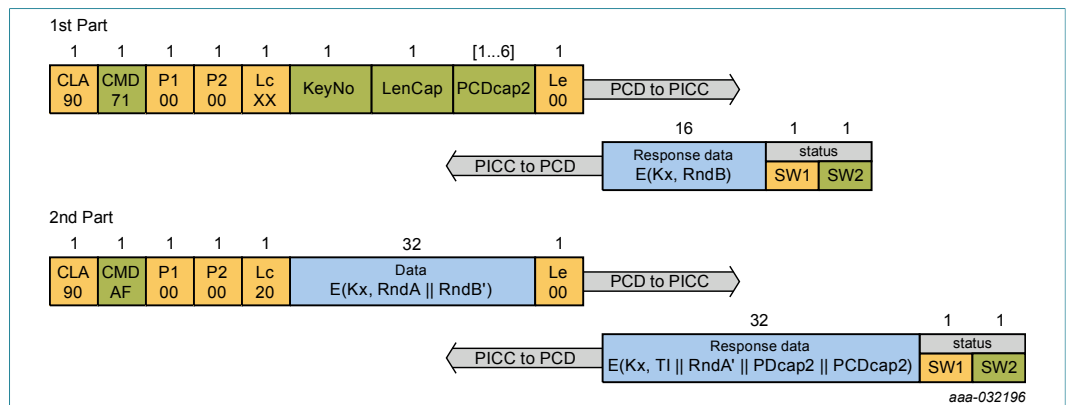 1st Part
1 1 1 1 1 1 1 [1...6] 1
CLA CMD P1 P2 Lc KeyNo LenCap PCDcap2 Le
90 71 00 00 XX 00
PCD to PICC
16 1 1
PICC to PCD
Response data status
E(Kx, RndB) SW1 SW2
2nd Part
1 1 1 1 1 32 1
CLA CMD P1 P2 Lc Data Le
90 AF 00 00 20 E(Kx, RndA || RndB') 00
PCD to PICC
32 1 1
PICC to PCD
Response data status
E(Kx, TI || RndA' || PDcap2 || PCDcap2) SW1 SW2
aaa-032196